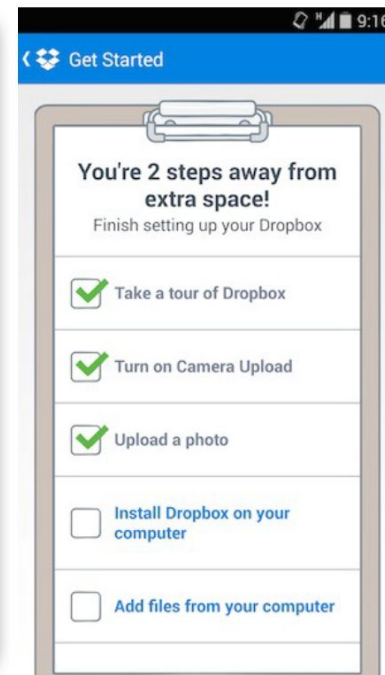 H 9:16
Get Started
You're 2 steps away from
extra space!
Finish setting up your Dropbox
Take a tour of Dropbox
Turn on Camera Upload
Upload a photo
Install Dropbox on your
computer
Add files from your computer